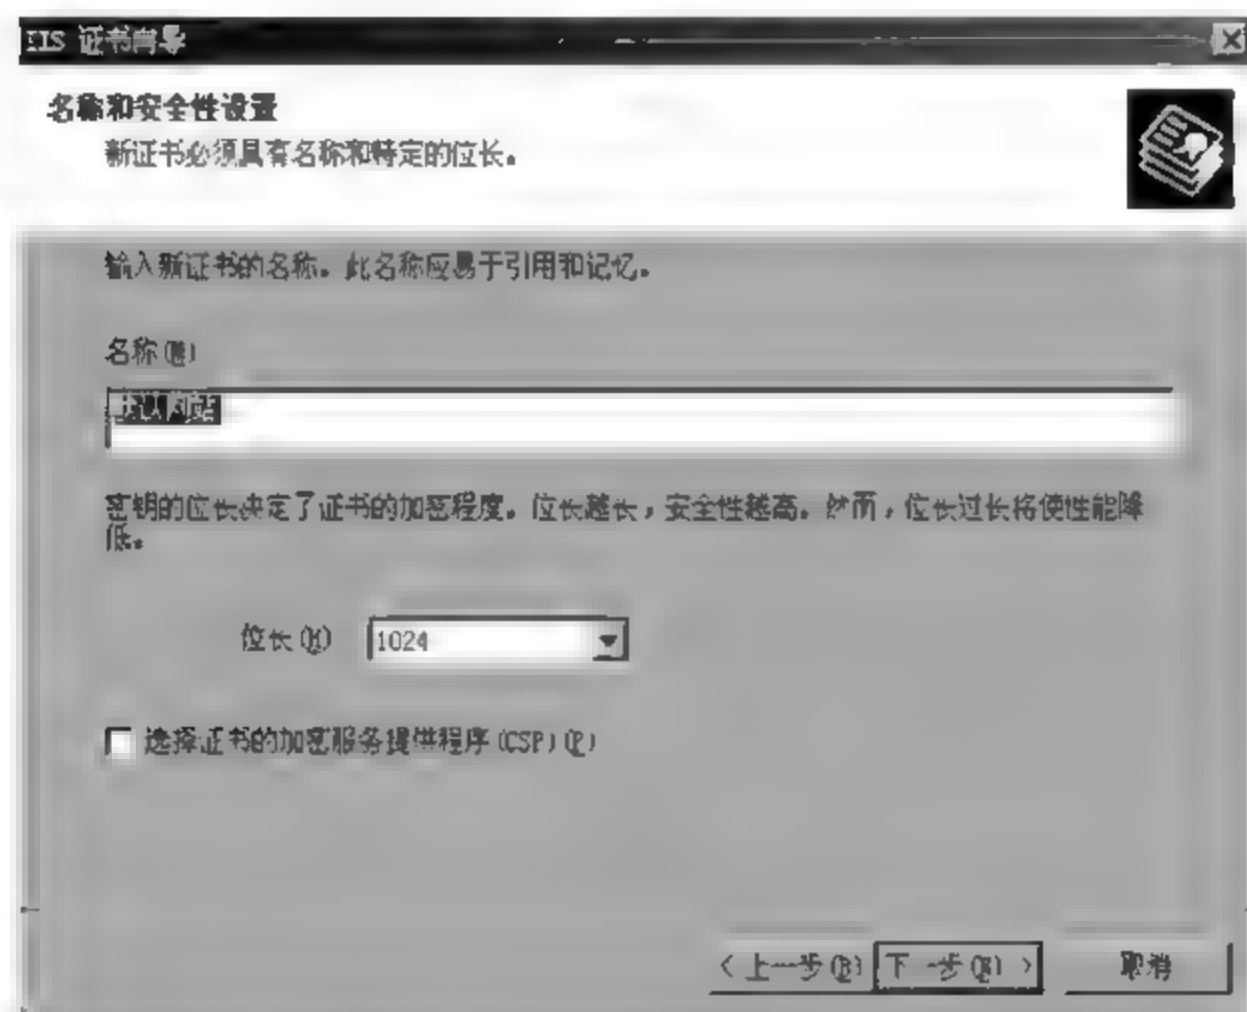 IIS 证书向导
名称和安全性设置
新证书必须具有名称和特定的位长。
输入新证书的名称。此名称应易于引用和记忆。
名称(M)
默认网站
密钥的位长决定了证书的加密程度。位长越长，安全性越高。然而，位长过长将使性能降
低。
位长(H) 1024
选择证书的加密服务提供程序(CSP)(P)
< 上一步(B) 下一步(N) > 取消